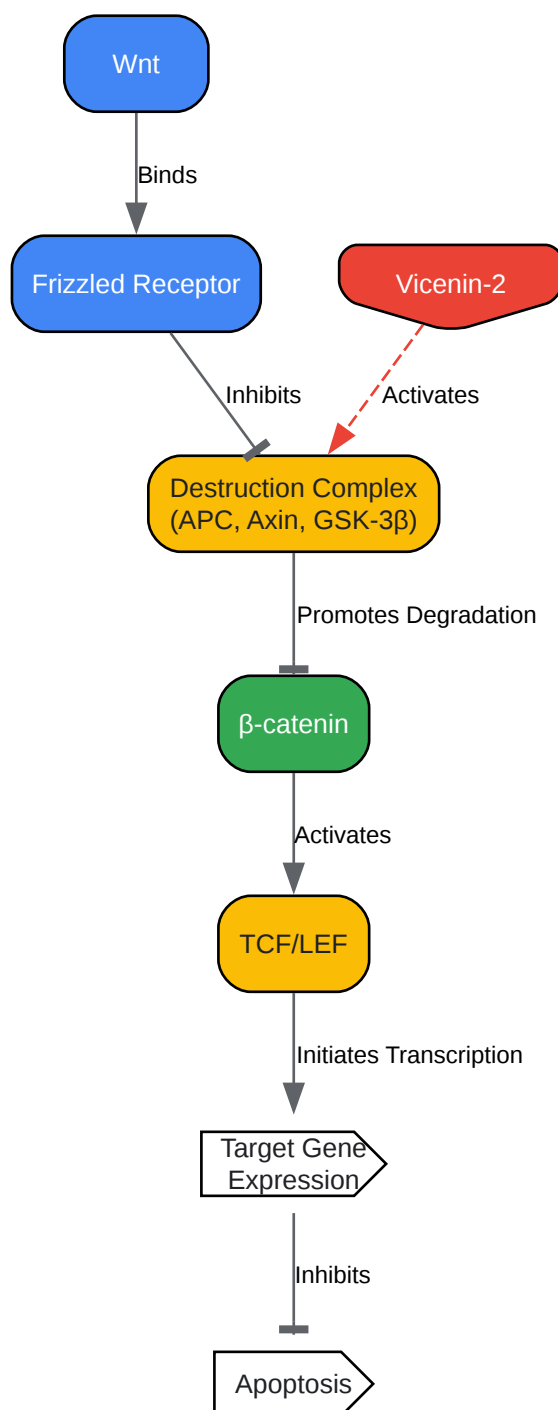 Wnt
Binds
Frizzled Receptor
Vicenin-2
Inhibits
Activates
Destruction Complex
(APC, Axin, GSK-3β)
Promotes Degradation
β-catenin
Activates
TCF/LEF
Initiates Transcription
Target Gene
Expression
Inhibits
Apoptosis